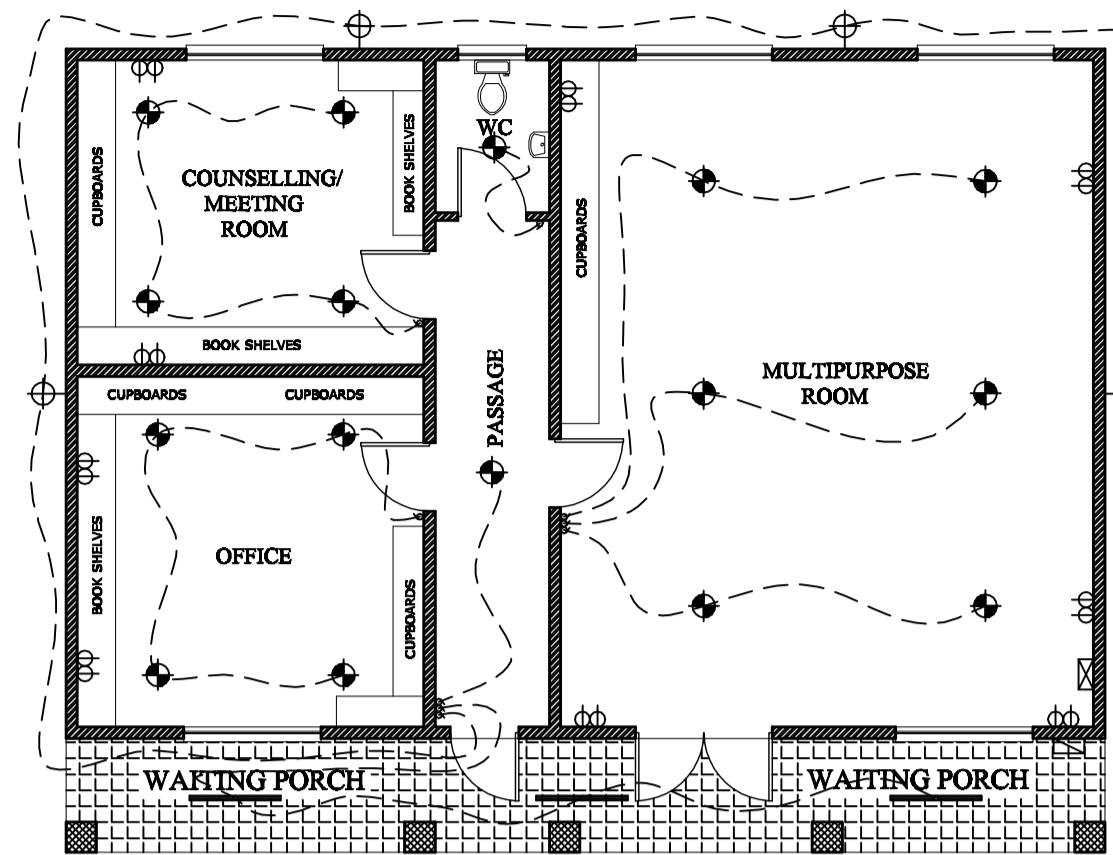 WC
CUPBOARDS
COUNSELLING/
MEETING
ROOM
BOOK SHELVES
CUPBOARDS
BOOK SHELVES
PASSAGE
MULTIPURPOSE
ROOM
CUPBOARDS
CUPBOARDS
BOOK SHELVES
OFFICE
CUPBOARDS
WAITING PORCH
WAITING PORCH